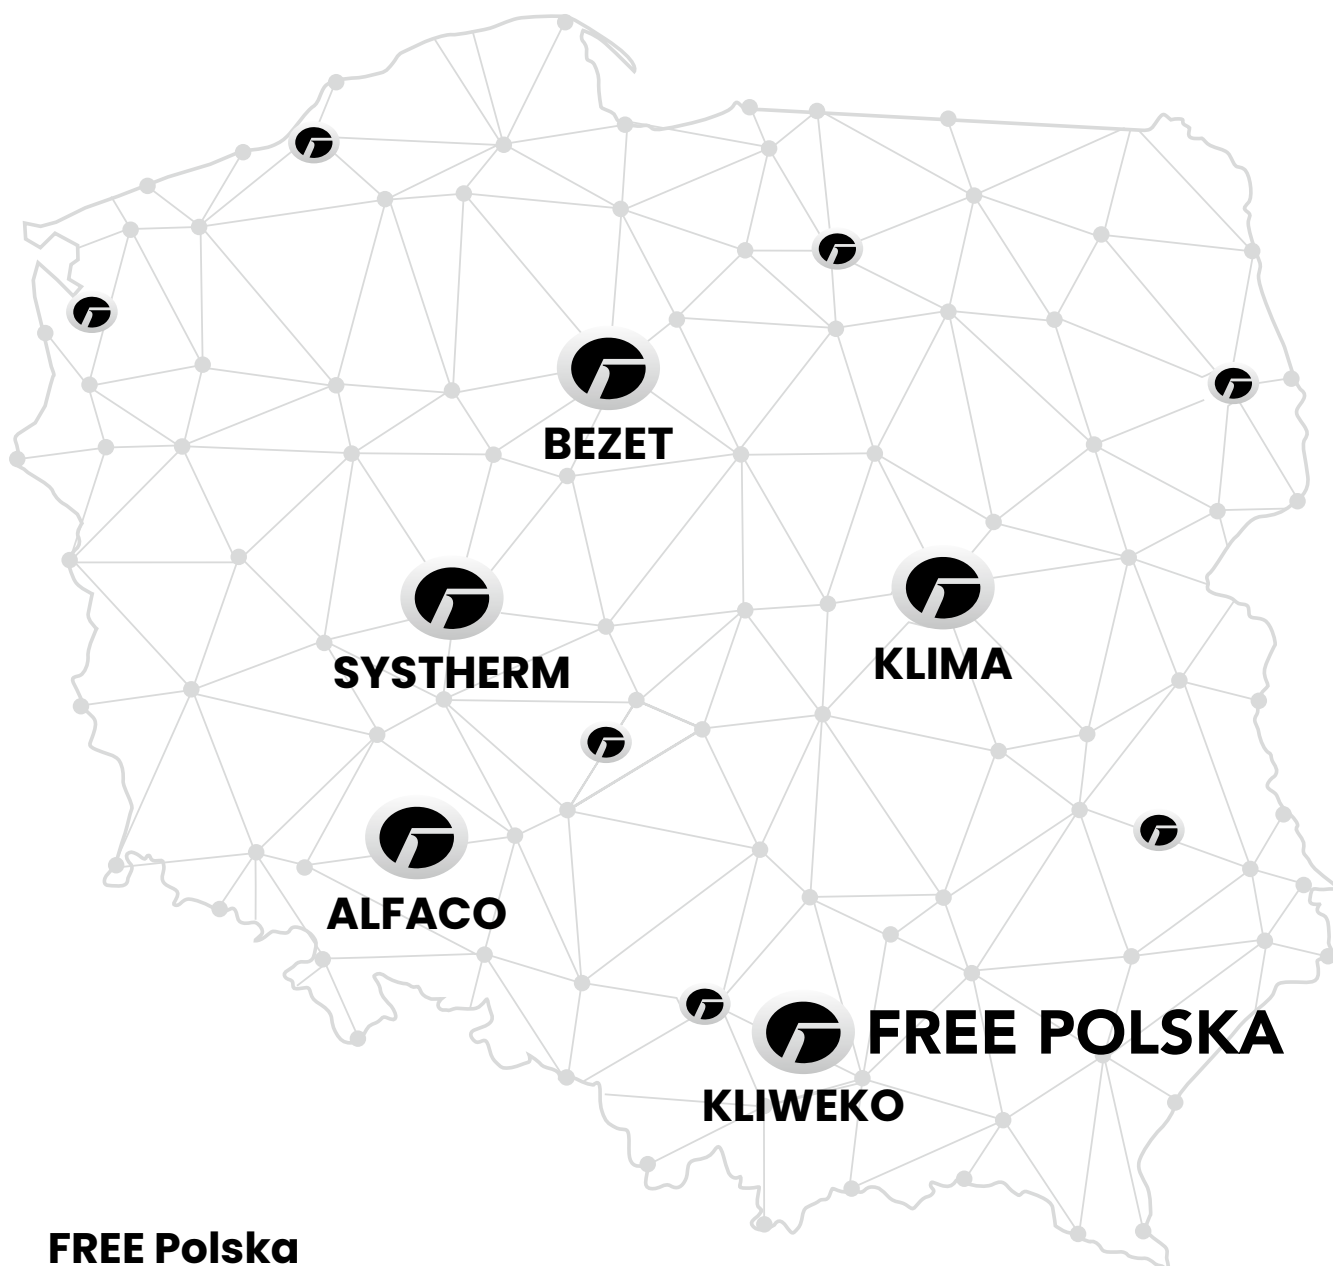 BEZET
SYSTHERM
KLIMA
ALFACO
FREE POLSKA
KLIWEKO
FREE Polska